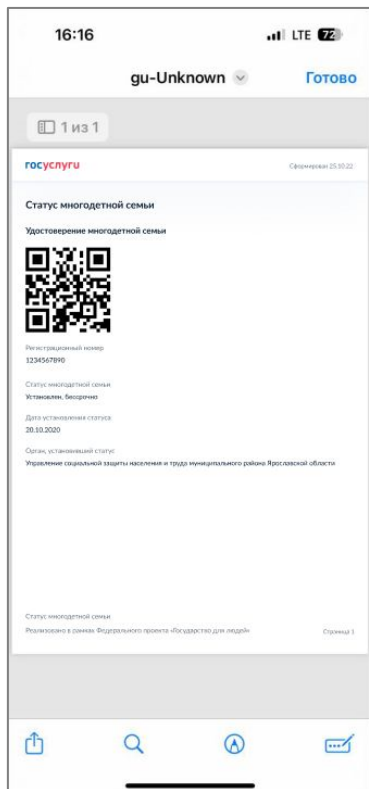 16:16
LTE 72
gu-Unknown
Готово
1 из 1
госуслуги
Сформирован 25.10.22
Статус многодетной семьи
Удостоверение многодетной семьи
Регистрационный номер
1234567890
Статус многодетной семьи
Установлен, бессрочно
Дата установления статуса
20.10.2020
Орган, установивший статус
Управление социальной защиты населения и труда муниципального района Ярославской области
Статус многодетной семьи
Реализовано в рамках Федерального проекта «Государство для людей»
Страница 1